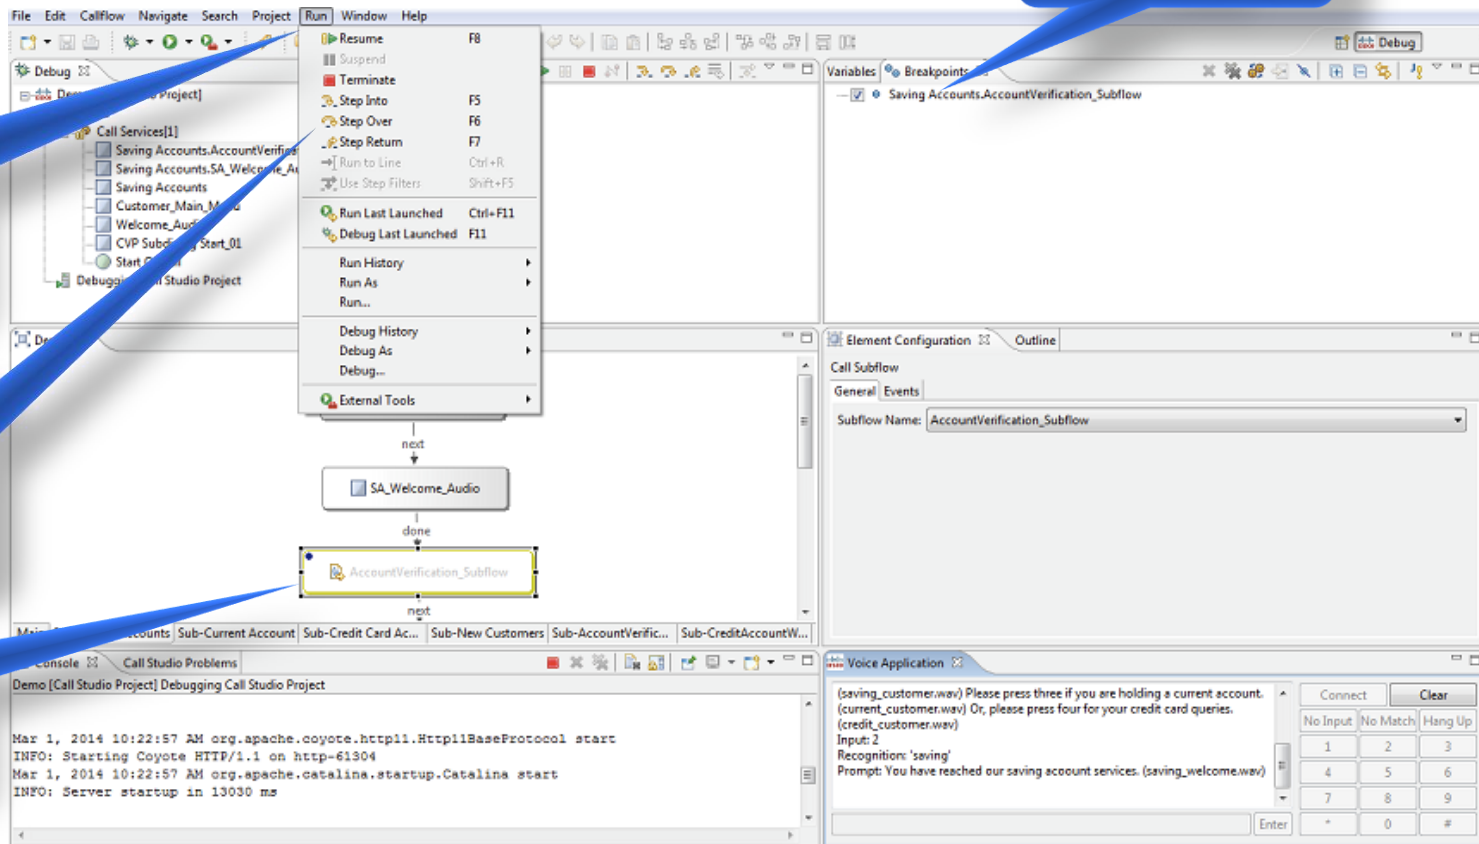 File Edit Callflow Navigate Search Project Run Window Help
Debug
Debug
Project]
Call Services[1]
Saving Accounts.AccountVerifica
Saving Accounts.SA_Welcome_Au
Saving Accounts
Customer_Main_M
Welcome_Aud
CVP Subd Start_01
Start
Debugg Studio Project
Resume F8
Suspend
Terminate
Step Into F5
Step Over F6
Step Return F7
Run to Line Ctrl+R
Use Step Filters Shift+F5
Run Last Launched Ctrl+F11
Debug Last Launched F11
Run History
Run As
Run...
Debug History
Debug As
Debug...
External Tools
Variables Breakpoints
Saving Accounts.AccountVerification_Subflow
De
next
SA_Welcome_Audio
done
AccountVerification_Subflow
next
Main counts Sub-Current Account Sub-Credit Card Ac... Sub-New Customers Sub-AccountVerific... Sub-CreditAccountW...
Element Configuration Outline
Call Subflow
General Events
Subflow Name: AccountVerification_Subflow
Console Call Studio Problems
Demo [Call Studio Project] Debugging Call Studio Project
Mar 1, 2014 10:22:57 AM org.apache.coyote.http11.Http11BaseProtocol start
INFO: Starting Coyote HTTP/1.1 on http-61304
Mar 1, 2014 10:22:57 AM org.apache.catalina.startup.Catalina start
INFO: Server startup in 13030 ms
Voice Application
(saving_customer.wav) Please press three if you are holding a current account.
(current_customer.wav) Or, please press four for your credit card queries.
(credit_customer.wav)
Input: 2
Recognition: 'saving'
Prompt: You have reached our saving account services. (saving_welcome.wav)
Enter
Connect Clear
No Input No Match Hang Up
1 2 3
4 5 6
7 8 9
* 0 #